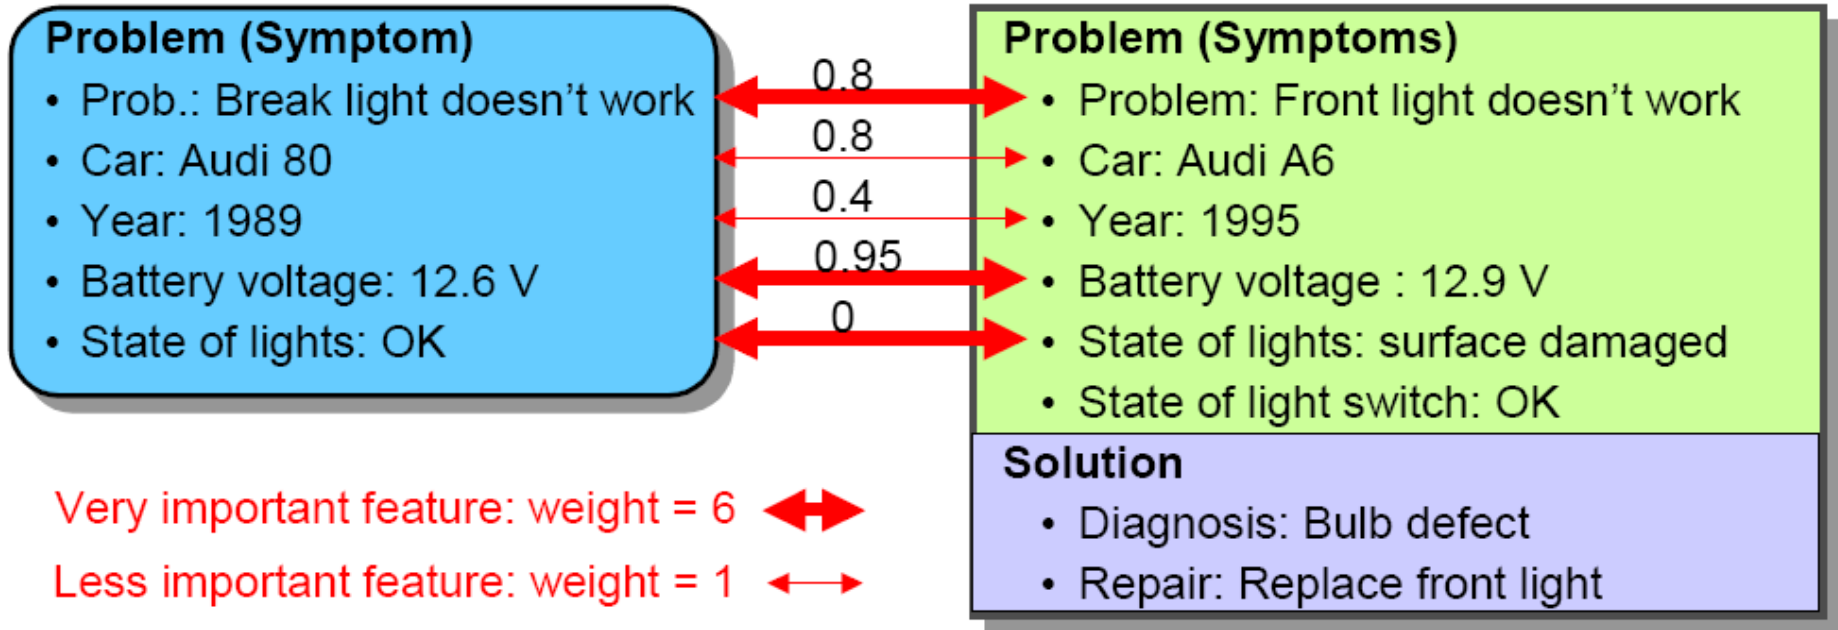 Problem (Symptom)
• Prob.: Break light doesn't work
• Car: Audi 80
• Year: 1989
• Battery voltage: 12.6 V
• State of lights: OK
0.8
0.8
0.4
0.95
0
Problem (Symptoms)
• Problem: Front light doesn't work
• Car: Audi A6
• Year: 1995
• Battery voltage : 12.9 V
• State of lights: surface damaged
• State of light switch: OK
Solution
• Diagnosis: Bulb defect
• Repair: Replace front light
Very important feature: weight = 6
Less important feature: weight = 1